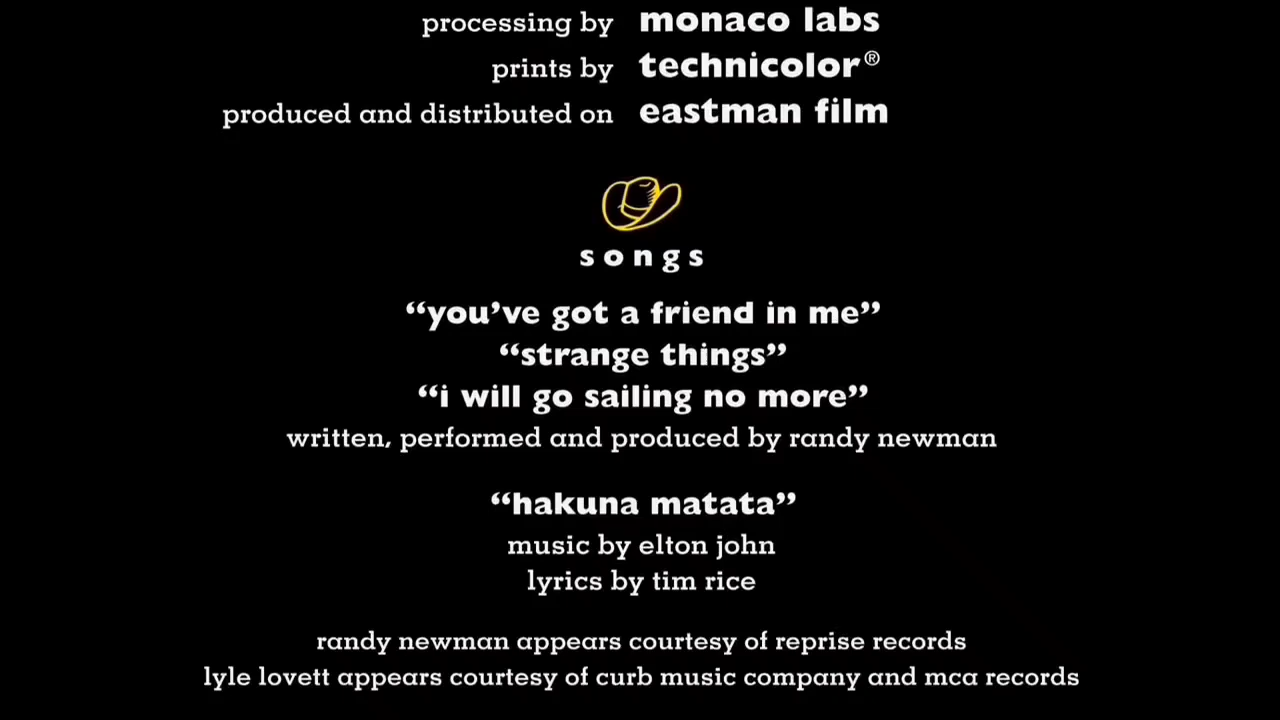 processing by monaco labs
prints by technicolor®
produced and distributed on eastman film
songs
“you’ve got a friend in me”
“strange things”
“i will go sailing no more”
written, performed and produced by randy newman
“hakuna matata”
music by elton john
lyrics by tim rice
randy newman appears courtesy of reprise records
lyle lovett appears courtesy of curb music company and mca records